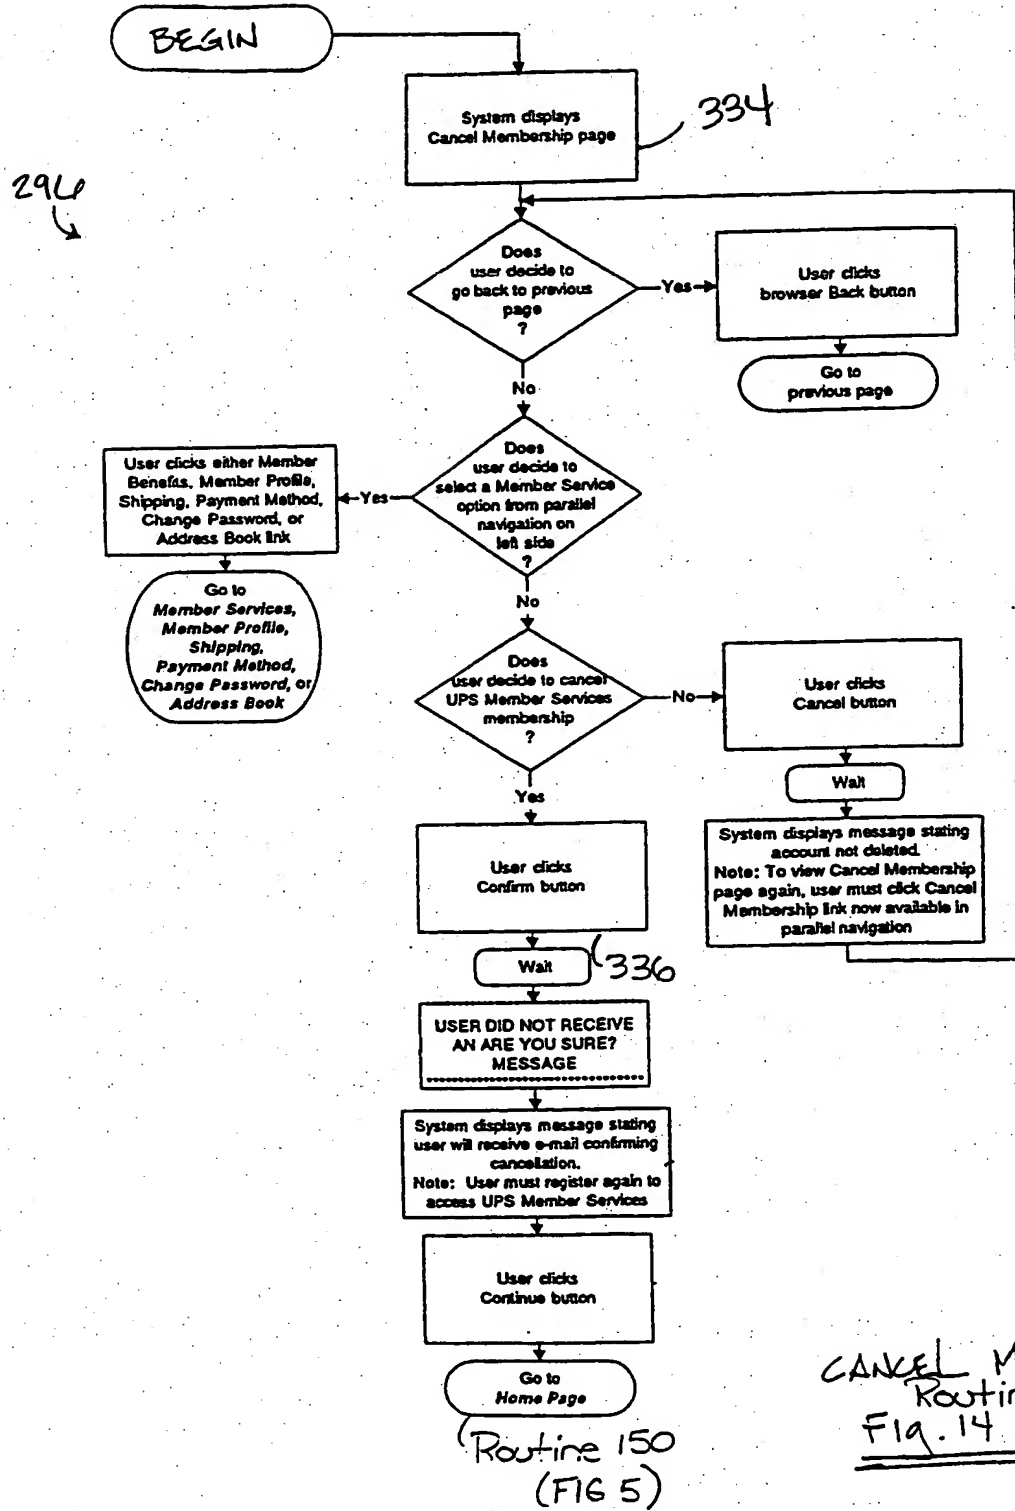 BEGIN
System displays
Cancel Membership page
334
296
Does
user decide to
go back to previous
page
?
Yes
User clicks
browser Back button
Go to
previous page
No
Does
user decide to
select a Member Service
option from parallel
navigation on
left side
?
Yes
User clicks either Member
Benefits, Member Profile,
Shipping, Payment Method,
Change Password, or
Address Book link
Go to
Member Services,
Member Profile,
Shipping,
Payment Method,
Change Password, or
Address Book
No
Does
user decide to cancel
UPS Member Services
membership
?
No
User clicks
Cancel button
Wait
System displays message stating
account not deleted.
Note: To view Cancel Membership
page again, user must click Cancel
Membership link now available in
parallel navigation
Yes
User clicks
Confirm button
Wait
336
USER DID NOT RECEIVE
AN ARE YOU SURE?
MESSAGE
System displays message stating
user will receive e-mail confirming
cancellation.
Note: User must register again to
access UPS Member Services
User clicks
Continue button
Go to
Home Page
Routine 150
(FIG 5)
CANCEL M
Routin
Fig. 14